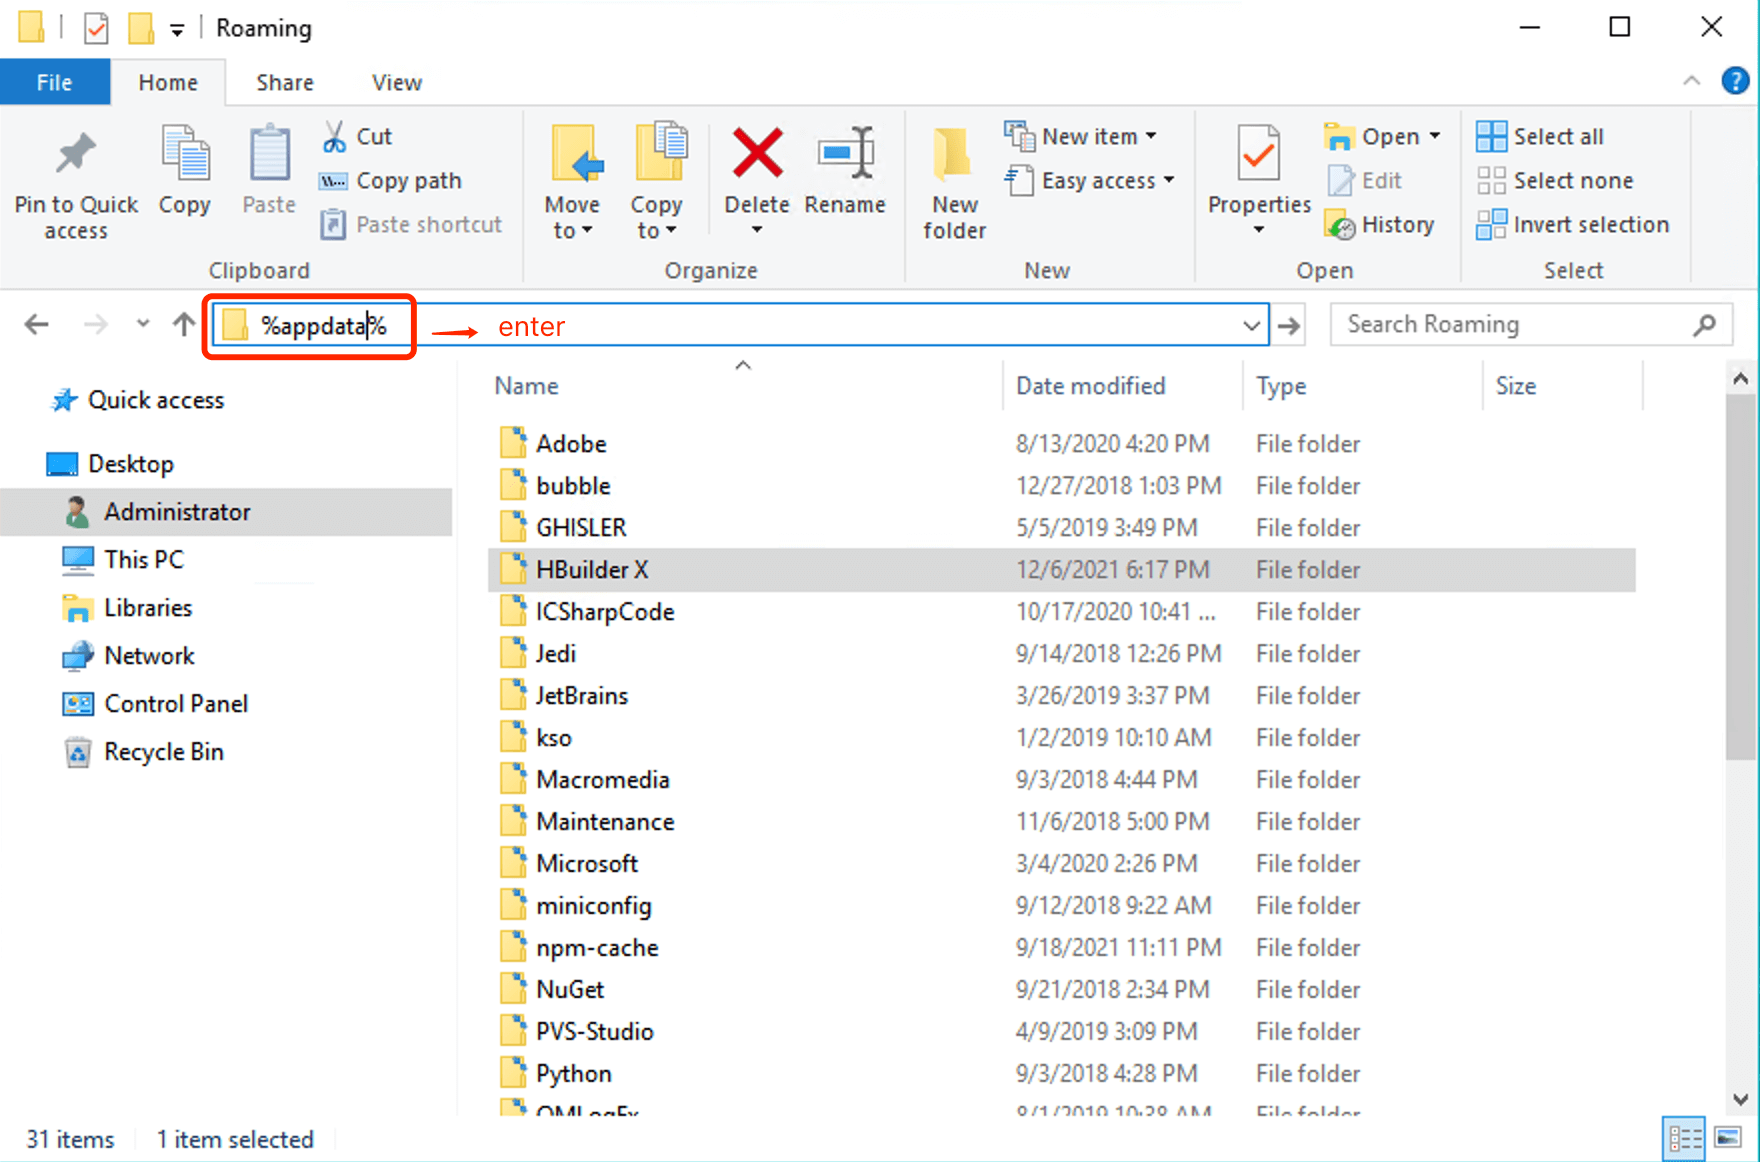 Roaming
File Home Share View
Pin to Quick access
Copy
Paste
Cut
Copy path
Paste shortcut
Clipboard
Move to
Copy to
Delete
Rename
Organize
New folder
New item
Easy access
New
Properties
Open
Edit
History
Open
Select all
Select none
Invert selection
Select
%appdata% enter
Search Roaming
Quick access
Desktop
Administrator
This PC
Libraries
Network
Control Panel
Recycle Bin
Name Date modified Type Size
Adobe 8/13/2020 4:20 PM File folder
bubble 12/27/2018 1:03 PM File folder
GHISLER 5/5/2019 3:49 PM File folder
HBuilder X 12/6/2021 6:17 PM File folder
ICSharpCode 10/17/2020 10:41 ... File folder
Jedi 9/14/2018 12:26 PM File folder
JetBrains 3/26/2019 3:37 PM File folder
kso 1/2/2019 10:10 AM File folder
Macromedia 9/3/2018 4:44 PM File folder
Maintenance 11/6/2018 5:00 PM File folder
Microsoft 3/4/2020 2:26 PM File folder
miniconfig 9/12/2018 9:22 AM File folder
npm-cache 9/18/2021 11:11 PM File folder
NuGet 9/21/2018 2:34 PM File folder
PVS-Studio 4/9/2019 3:09 PM File folder
Python 9/3/2018 4:28 PM File folder
8/1/2019 10:38 AM File folder
31 items 1 item selected